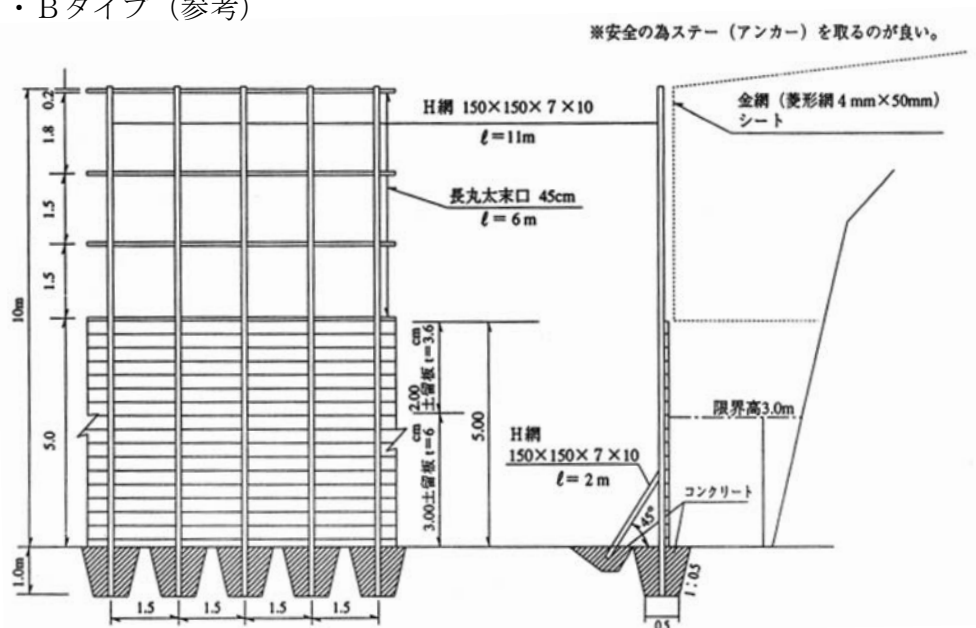 ・Bタイプ（参考）
※安全の為ステー（アンカー）を取るのが良い。
0.2
1.8
1.5
1.5
10m
5.0
1.0m
H網 150×150×7×10
ℓ＝11m
金網（菱形網4mm×50mm）
シート
長丸太末口 45cm
ℓ＝6m
2.00
土留板 t＝3.6
cm
3.00土留板 t＝6
cm
5.00
限界高3.0m
H網
150×150×7×10
ℓ＝2m
コンクリート
45°
1：0.5
1.5
1.5
1.5
1.5
0.5